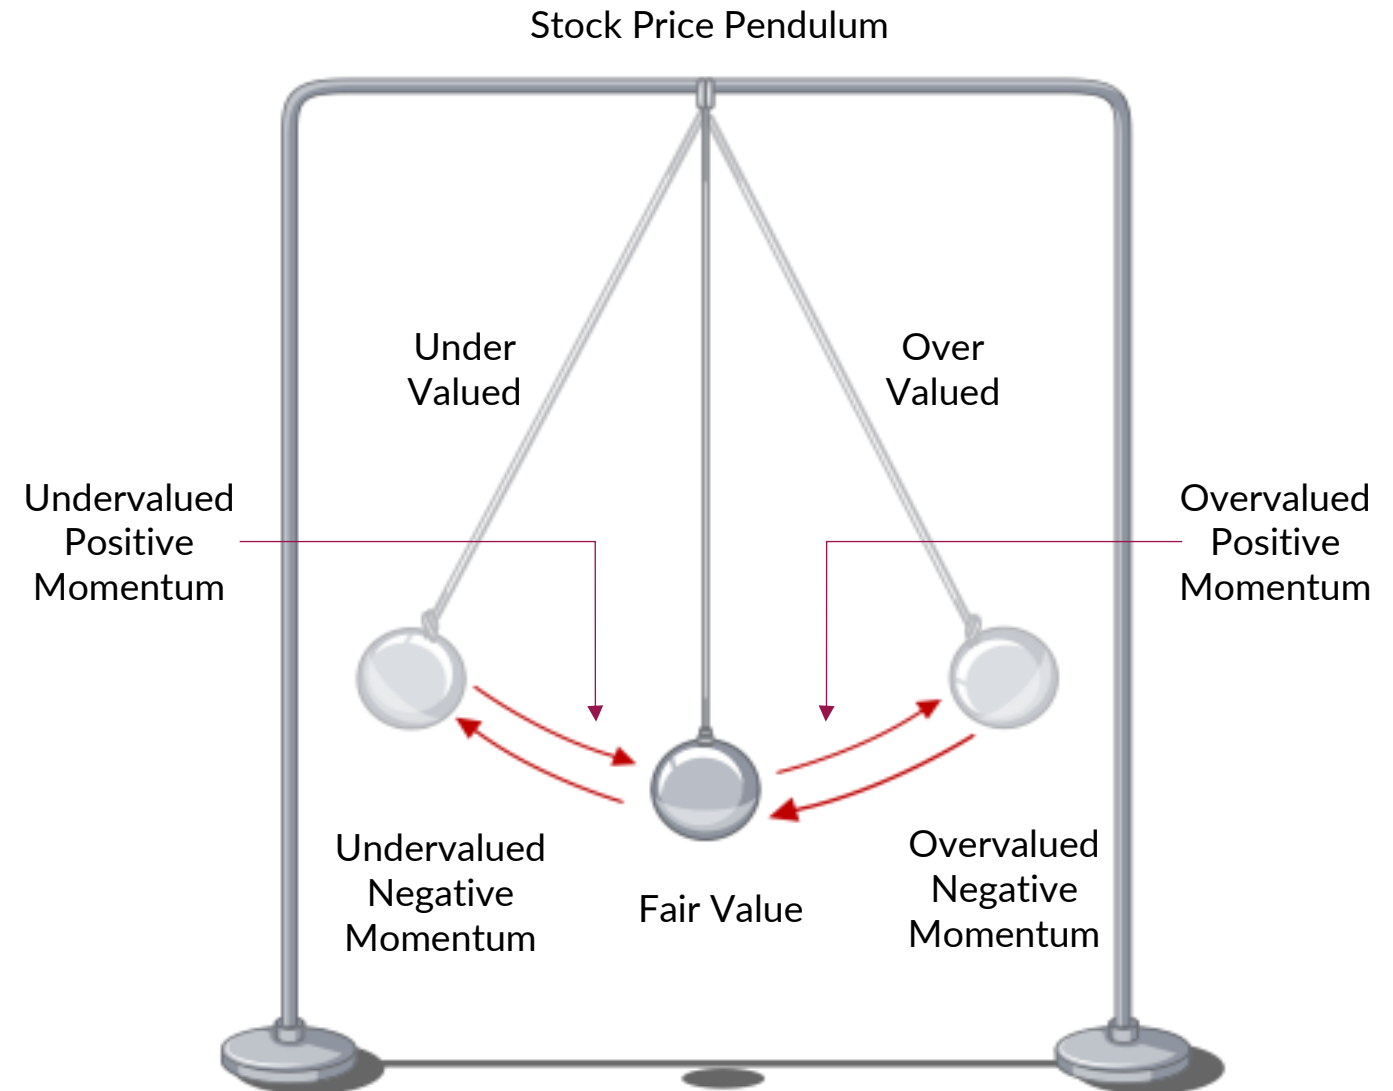 Stock Price Pendulum
Under
Valued
Over
Valued
Undervalued
Positive
Momentum
Overvalued
Positive
Momentum
Undervalued
Negative
Momentum
Fair Value
Overvalued
Negative
Momentum